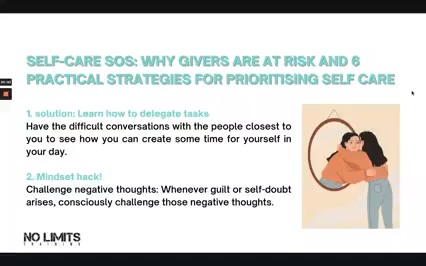 SELF-CARE SOS: WHY GIVERS ARE AT RISK AND 6
PRACTICAL STRATEGIES FOR PRIORITISING SELF CARE
1. solution: Learn how to delegate tasks
Have the difficult conversations with the people closest to
you to see how you can create some time for yourself in
your day.
2. Mindset hack!
Challenge negative thoughts: Whenever guilt or self-doubt
arises, consciously challenge those negative thoughts.
NO LIMITS
TRAINING